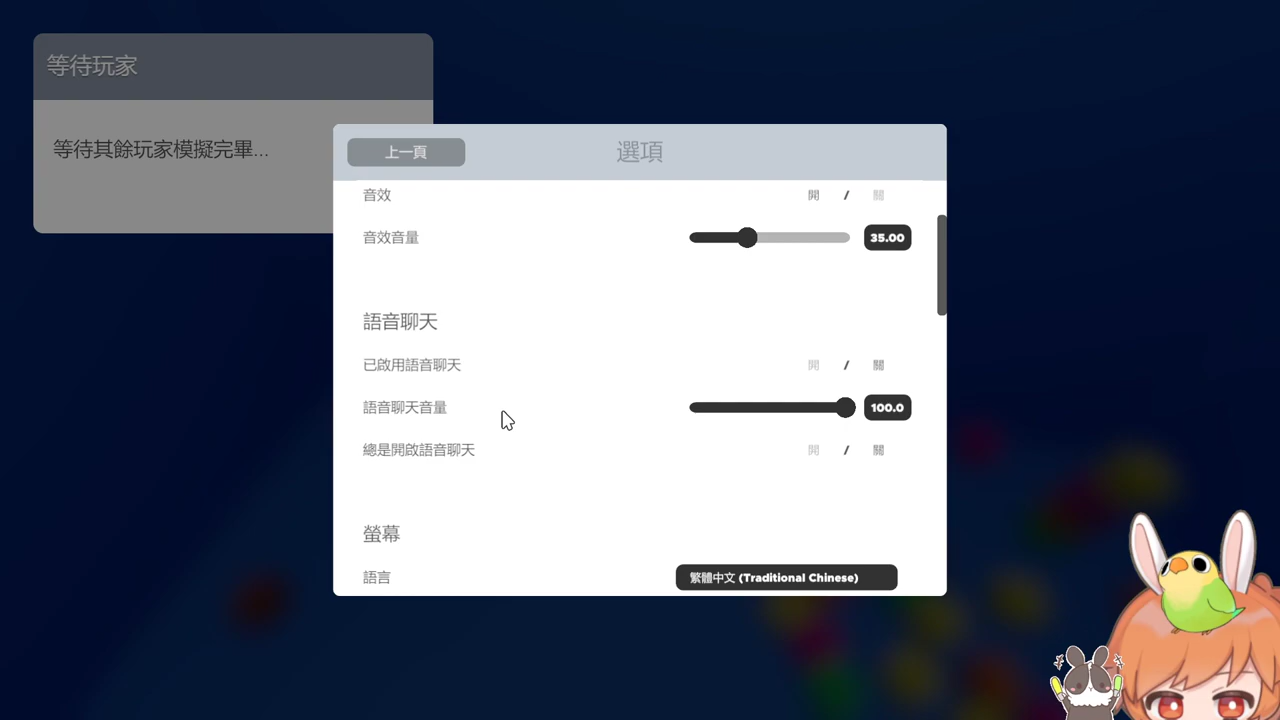 等待玩家
等待其餘玩家模擬完畢...
上一頁
選項
音效 開 / 關
音效音量 35.00
語音聊天
已啟用語音聊天 開 / 關
語音聊天音量 100.0
總是開啟語音聊天 開 / 關
螢幕
語言 繁體中文 (Traditional Chinese)